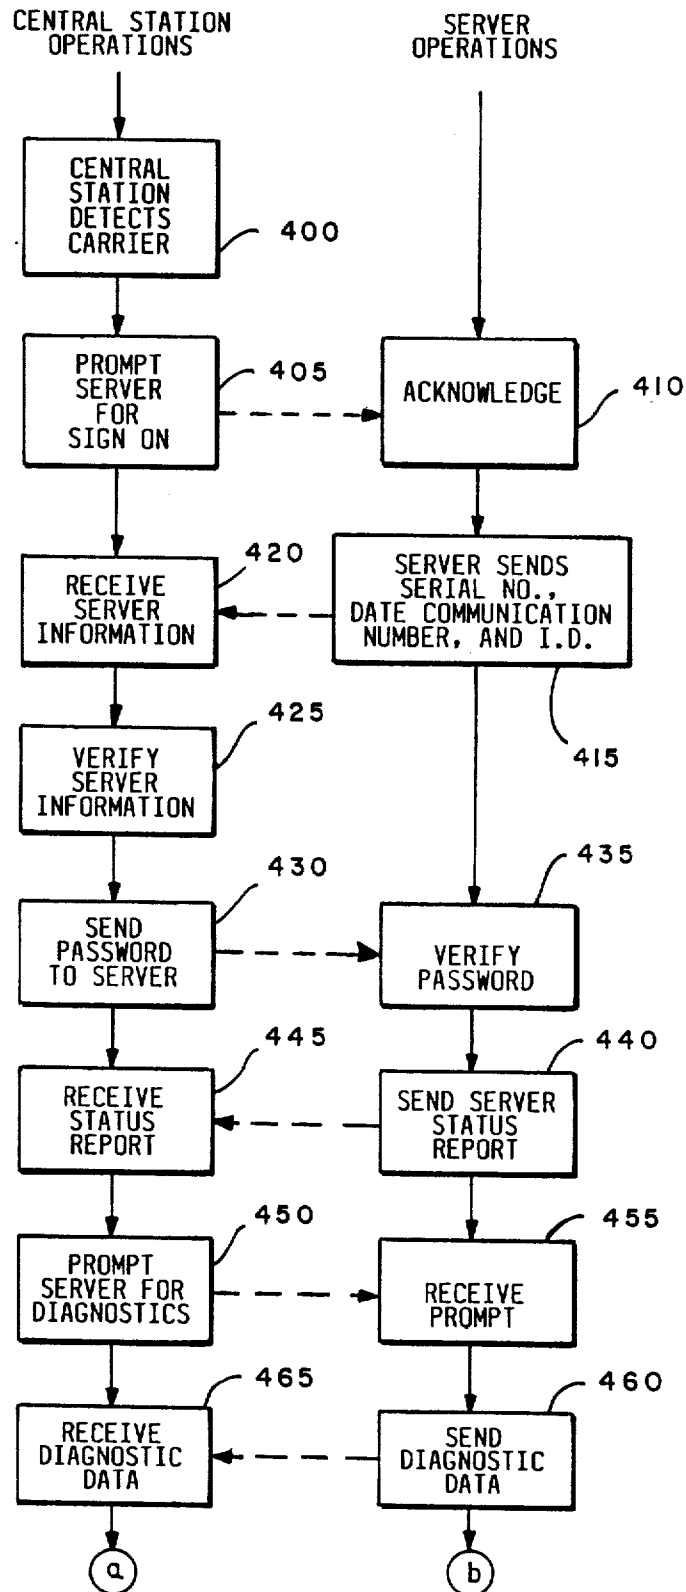 CENTRAL STATION
OPERATIONS
SERVER
OPERATIONS
CENTRAL
STATION
DETECTS
CARRIER
400
PROMPT
SERVER
FOR
SIGN ON
405
ACKNOWLEDGE
410
RECEIVE
SERVER
INFORMATION
420
SERVER SENDS
SERIAL NO.,
DATE COMMUNICATION
NUMBER, AND I.D.
415
VERIFY
SERVER
INFORMATION
425
SEND
PASSWORD
TO SERVER
430
VERIFY
PASSWORD
435
RECEIVE
STATUS
REPORT
445
SEND SERVER
STATUS
REPORT
440
PROMPT
SERVER FOR
DIAGNOSTICS
450
RECEIVE
PROMPT
455
RECEIVE
DIAGNOSTIC
DATA
465
SEND
DIAGNOSTIC
DATA
460
a
b